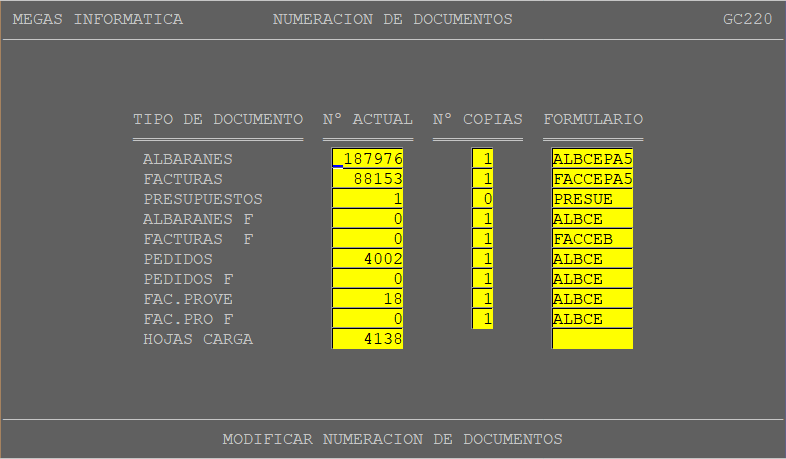 MEGAS INFORMATICA NUMERACION DE DOCUMENTOS GC220
TIPO DE DOCUMENTO Nº ACTUAL Nº COPIAS FORMULARIO
ALBARANES 187976 1 ALBCEPA5
FACTURAS 88153 1 FACCEPA5
PRESUPUESTOS 1 0 PRESUE
ALBARANES F 0 1 ALBCE
FACTURAS F 0 1 FACCEB
PEDIDOS 4002 1 ALBCE
PEDIDOS F 0 1 ALBCE
FAC.PROVE 18 1 ALBCE
FAC.PRO F 0 1 ALBCE
HOJAS CARGA 4138
MODIFICAR NUMERACION DE DOCUMENTOS